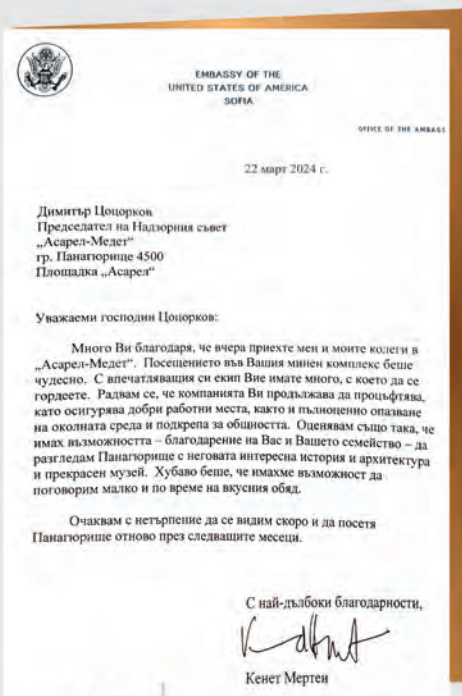 EMBASSY OF THE
UNITED STATES OF AMERICA
SOFIA
OFFICE OF THE AMBASS
22 март 2024 г.
Димитър Цоцорков
Председател на Надзорния съвет
„Асарел-Медет“
гр. Панагюрище 4500
Площадка „Асарел“
Уважаеми господин Цоцорков:
Много Ви благодаря, че вчера приехте мен и моите колеги в
„Асарел-Медет“. Посещението във Вашия минен комплекс беше
чудесно. С впечатляващия си екип Вие имате много, с което да се
гордеете. Радвам се, че компанията Ви продължава да процъфтява,
като осигурява добри работни места, както и пълноценно опазване
на околната среда и подкрепа за общността. Оценявам също така, че
имах възможността – благодарение на Вас и Вашето семейство – да
разгледам Панагюрище с неговата интересна история и архитектура
и прекрасен музей. Хубаво беше, че имахме възможност да
поговорим малко и по време на вкусния обяд.
Очаквам с нетърпение да се видим скоро и да посетя
Панагюрище отново през следващите месеци.
С най-дълбоки благодарности,
Кенет Мертен